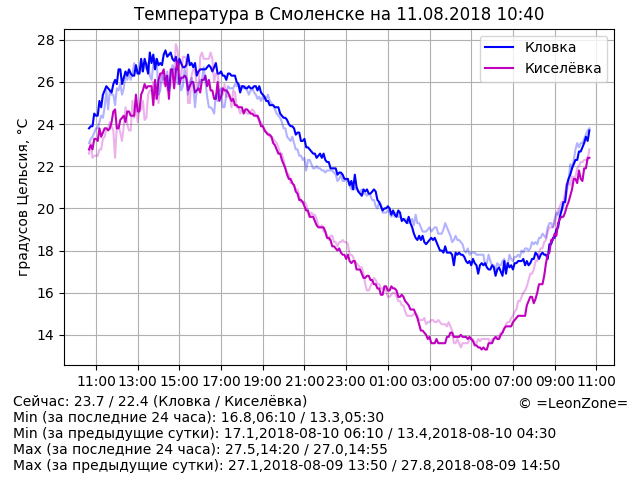 Температура в Смоленске на 11.08.2018 10:40
градусов Цельсия, °C
28
26
24
22
20
18
16
14
Кловка
Киселёвка
11:00 13:00 15:00 17:00 19:00 21:00 23:00 01:00 03:00 05:00 07:00 09:00 11:00
Сейчас: 23.7 / 22.4 (Кловка / Киселёвка)
© =LeonZone=
Min (за последние 24 часа): 16.8,06:10 / 13.3,05:30
Min (за предыдущие сутки): 17.1,2018-08-10 06:10 / 13.4,2018-08-10 04:30
Max (за последние 24 часа): 27.5,14:20 / 27.0,14:55
Max (за предыдущие сутки): 27.1,2018-08-09 13:50 / 27.8,2018-08-09 14:50